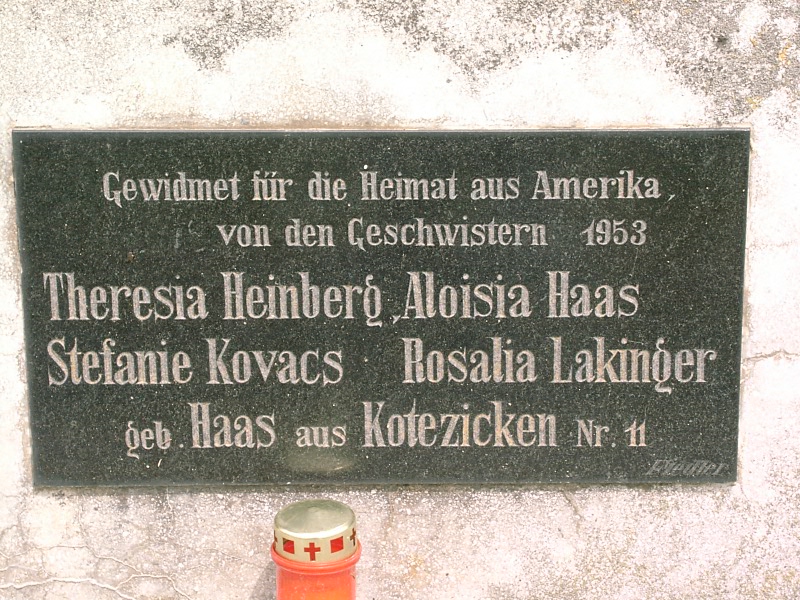 Gewidmet für die Heimat aus Amerika,
von den Geschwistern 1953
Theresia Heinberg, Aloisia Haas
Stefanie Kovacs Rosalia Lakinger
geb. Haas aus Kotezicken Nr. 11